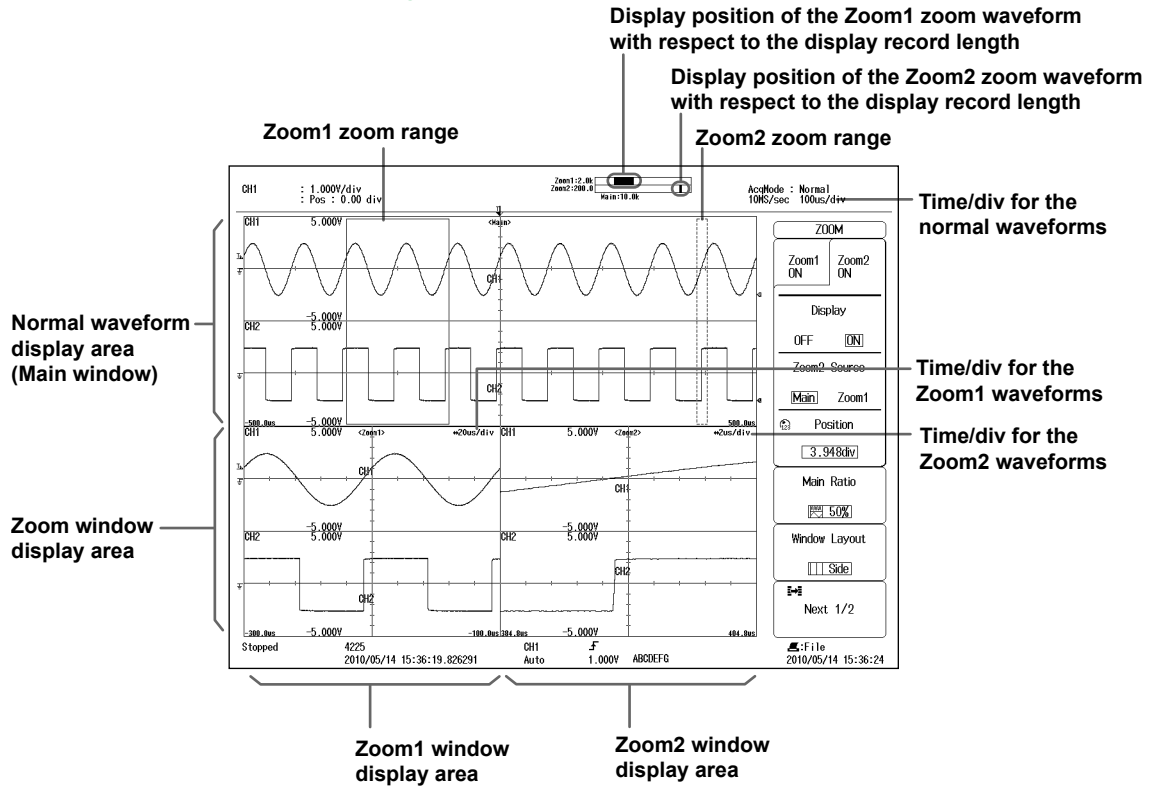 Display position of the Zoom1 zoom waveform
with respect to the display record length
Display position of the Zoom2 zoom waveform
with respect to the display record length
Zoom1 zoom range
Zoom2 zoom range
CH1 : 1.000V/div
: Pos : 0.00 div
Zoom1:2.0k
Zoom2:200.0
Main:10.0k
AcqMode : Normal
10MS/sec 100us/div
Time/div for the
normal waveforms
CH1 5.000V <Main>
CH1
-5.000V
CH2 5.000V
CH2
-500.0us -5.000V 500.0us
Normal waveform
display area
(Main window)
ZOOM
Zoom1 ON
Zoom2 ON
Display
OFF ON
Zoom2 Source
Main Zoom1
Position
3.948div
Main Ratio
50%
Window Layout
Side
Next 1/2
Time/div for the
Zoom1 waveforms
Time/div for the
Zoom2 waveforms
CH1 5.000V <Zoom1> 20us/div
CH1
-5.000V
CH2 5.000V
CH2
-300.0us -5.000V -100.0us
CH1 5.000V <Zoom2> 2us/div
CH1
-5.000V
CH2 5.000V
CH2
384.8us -5.000V 404.8us
Zoom window
display area
Stopped 4225
2010/05/14 15:36:19.826291
CH1
Auto 1.000V ABCDEFG
:File
2010/05/14 15:36:24
Zoom1 window
display area
Zoom2 window
display area